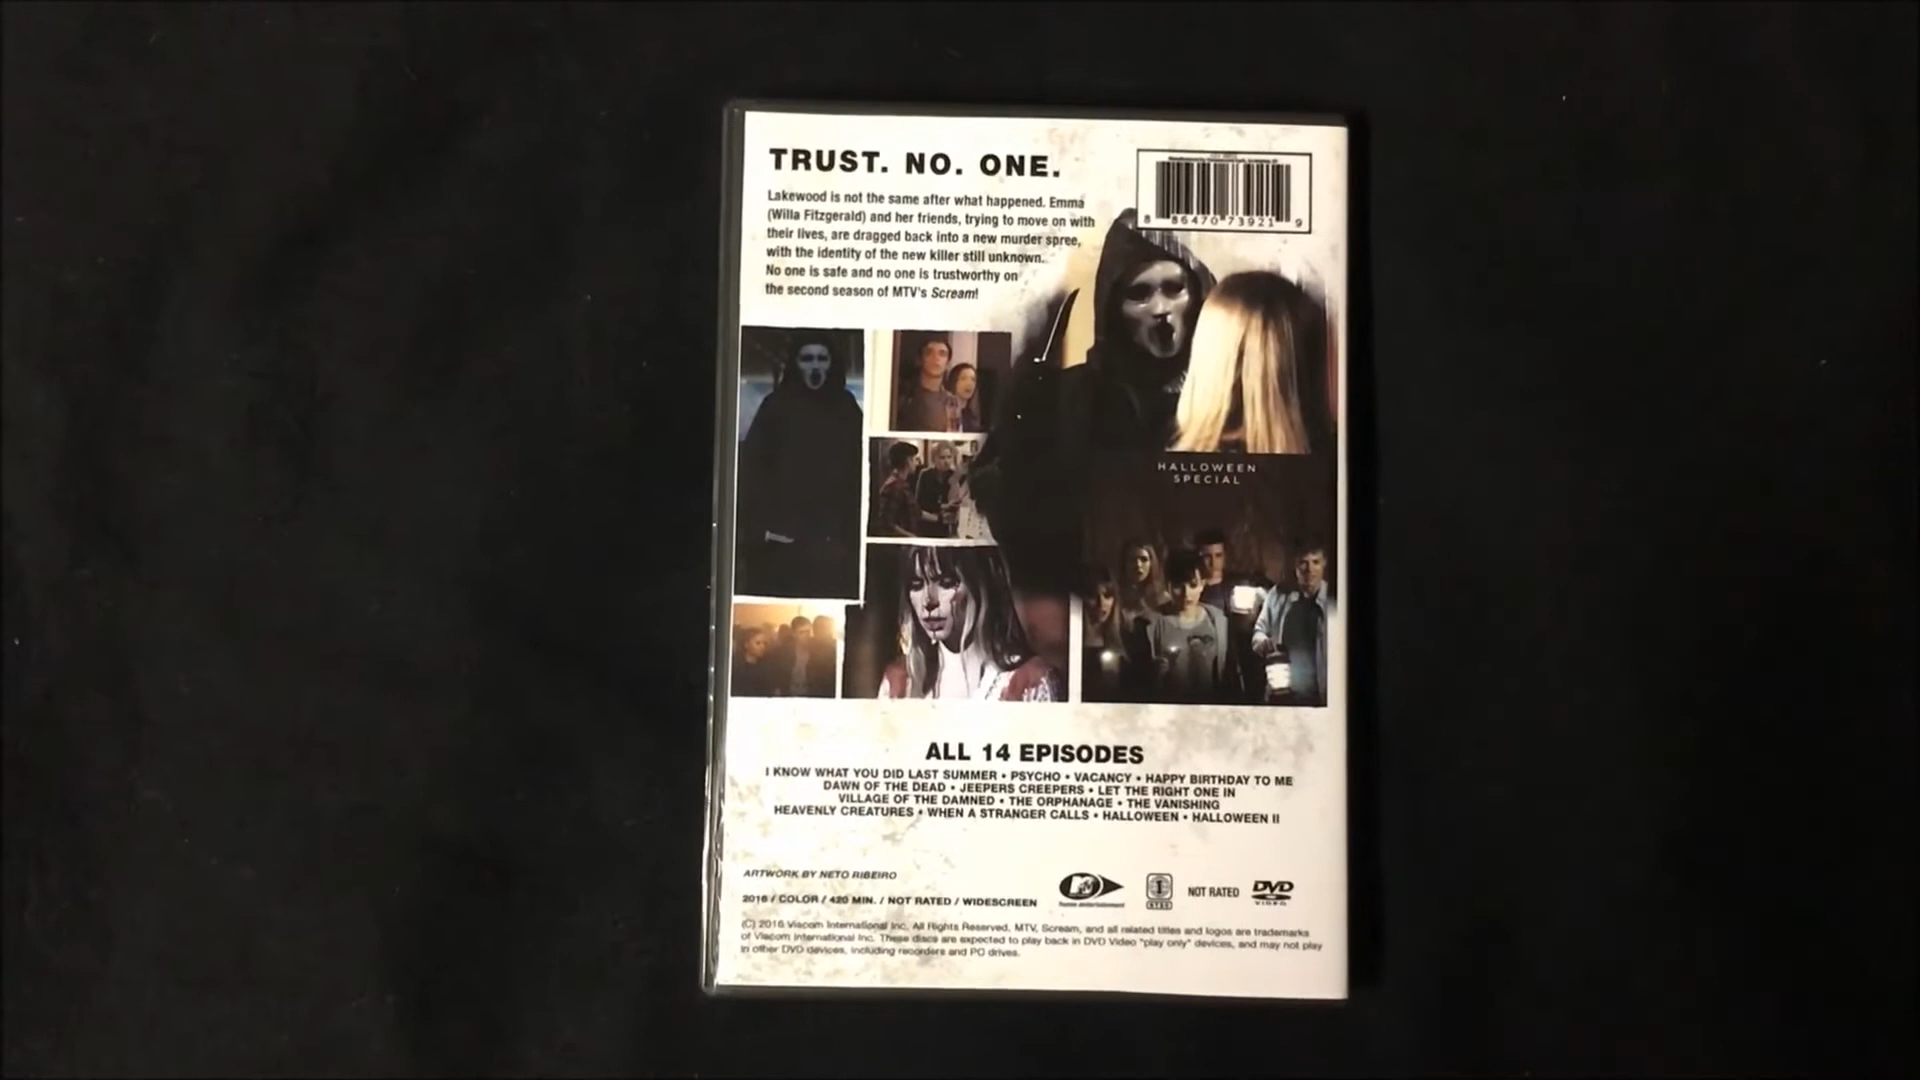 TRUST. NO. ONE.
Lakewood is not the same after what happened. Emma
(Willa Fitzgerald) and her friends, trying to move on with
their lives, are dragged back into a new murder spree,
with the identity of the new killer still unknown.
No one is safe and no one is trustworthy on
the second season of MTV's Scream!
8 86470 73921 9
HALLOWEEN
SPECIAL
ALL 14 EPISODES
I KNOW WHAT YOU DID LAST SUMMER • PSYCHO • VACANCY • HAPPY BIRTHDAY TO ME
DAWN OF THE DEAD • JEEPERS CREEPERS • LET THE RIGHT ONE IN
VILLAGE OF THE DAMNED • THE ORPHANAGE • THE VANISHING
HEAVENLY CREATURES • WHEN A STRANGER CALLS • HALLOWEEN • HALLOWEEN II
ARTWORK BY NETO RIBEIRO
2016 / COLOR / 420 MIN. / NOT RATED / WIDESCREEN
MTV
home entertainment
1
NTSC
NOT RATED
DVD
VIDEO
(C) 2016 Viacom International Inc. All Rights Reserved. MTV, Scream, and all related titles and logos are trademarks
of Viacom International Inc. These discs are expected to play back in DVD Video "play only" devices, and may not play
in other DVD devices, including recorders and PC drives.